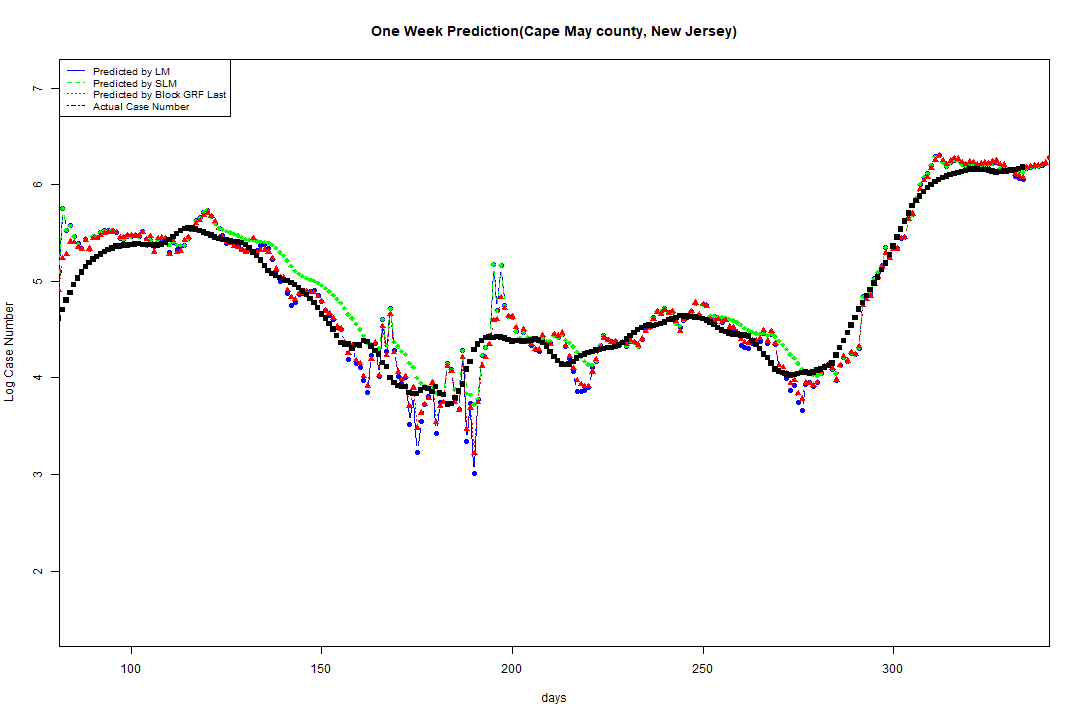 One Week Prediction(Cape May county, New Jersey)
Predicted by LM
Predicted by SLM
Predicted by Block GRF Last
Actual Case Number
7
6
5
4
3
2
Log Case Number
100 150 200 250 300
days